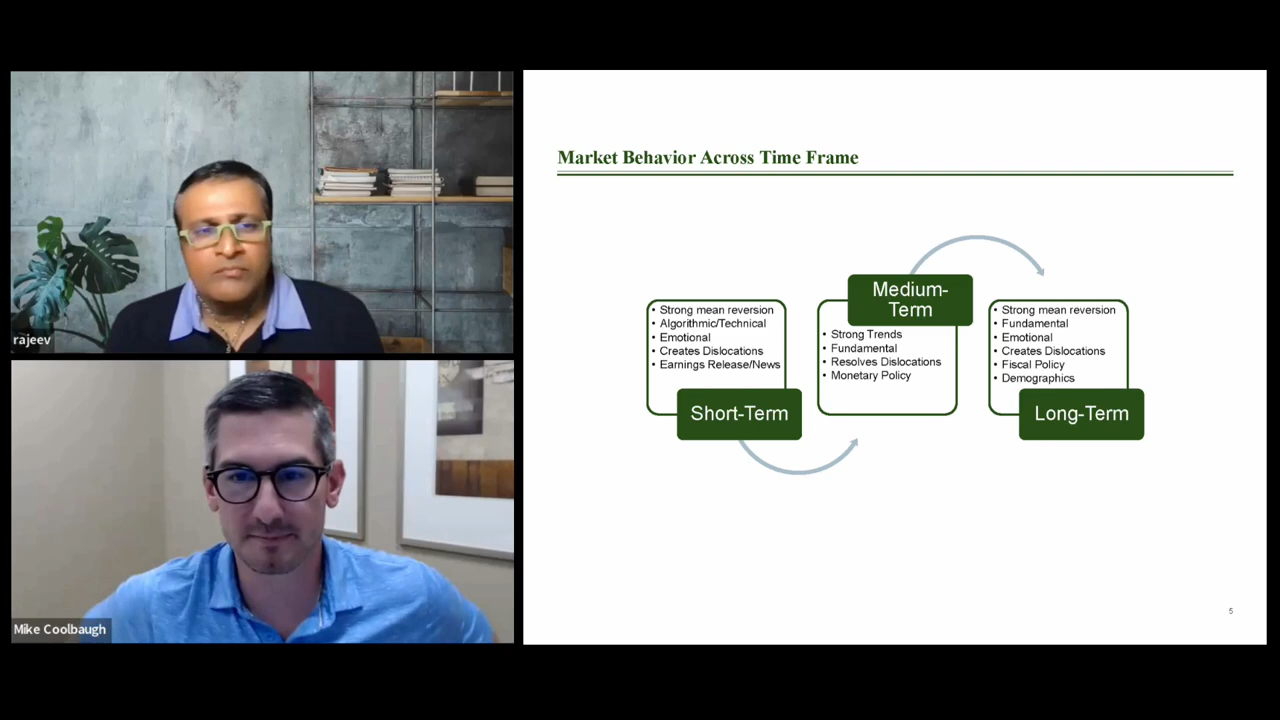 rajeev
Mike Coolbaugh
Market Behavior Across Time Frame
• Strong mean reversion
• Algorithmic/Technical
• Emotional
• Creates Dislocations
• Earnings Release/News
Short-Term
Medium-
Term
• Strong Trends
• Fundamental
• Resolves Dislocations
• Monetary Policy
• Strong mean reversion
• Fundamental
• Emotional
• Creates Dislocations
• Fiscal Policy
• Demographics
Long-Term
5